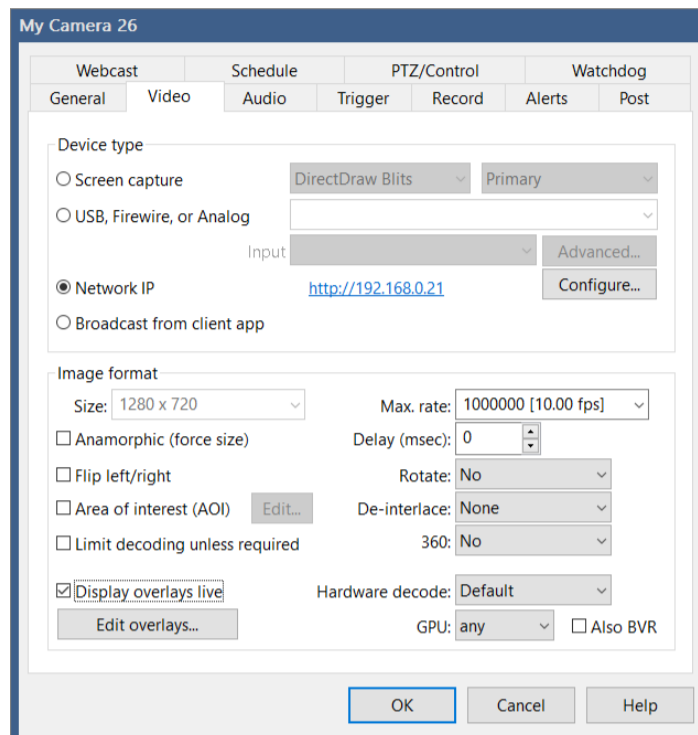 My Camera 26
Webcast Schedule PTZ/Control Watchdog
General Video Audio Trigger Record Alerts Post
Device type
Screen capture DirectDraw Blits Primary
USB, Firewire, or Analog
Input Advanced...
Network IP http://192.168.0.21 Configure...
Broadcast from client app
Image format
Size: 1280 x 720 Max. rate: 1000000 [10.00 fps]
Anamorphic (force size) Delay (msec): 0
Flip left/right Rotate: No
Area of interest (AOI) Edit... De-interlace: None
Limit decoding unless required 360: No
Display overlays live Hardware decode: Default
Edit overlays... GPU: any Also BVR
OK Cancel Help